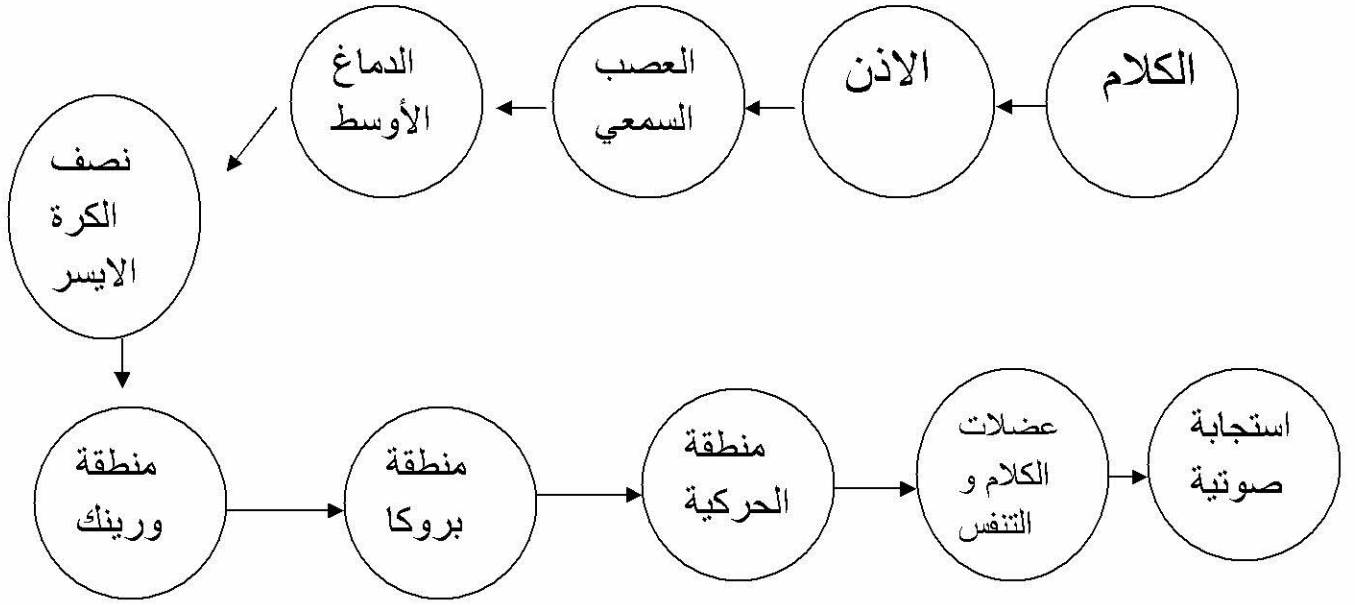 الكلام
الاذن
العصب
السمعي
الدماغ
الأوسط
نصف
الكرة
الايسر
منطقة
ورينك
منطقة
بروكا
منطقة
الحركية
عضلات
الكلام و
التنفس
استجابة
صوتية